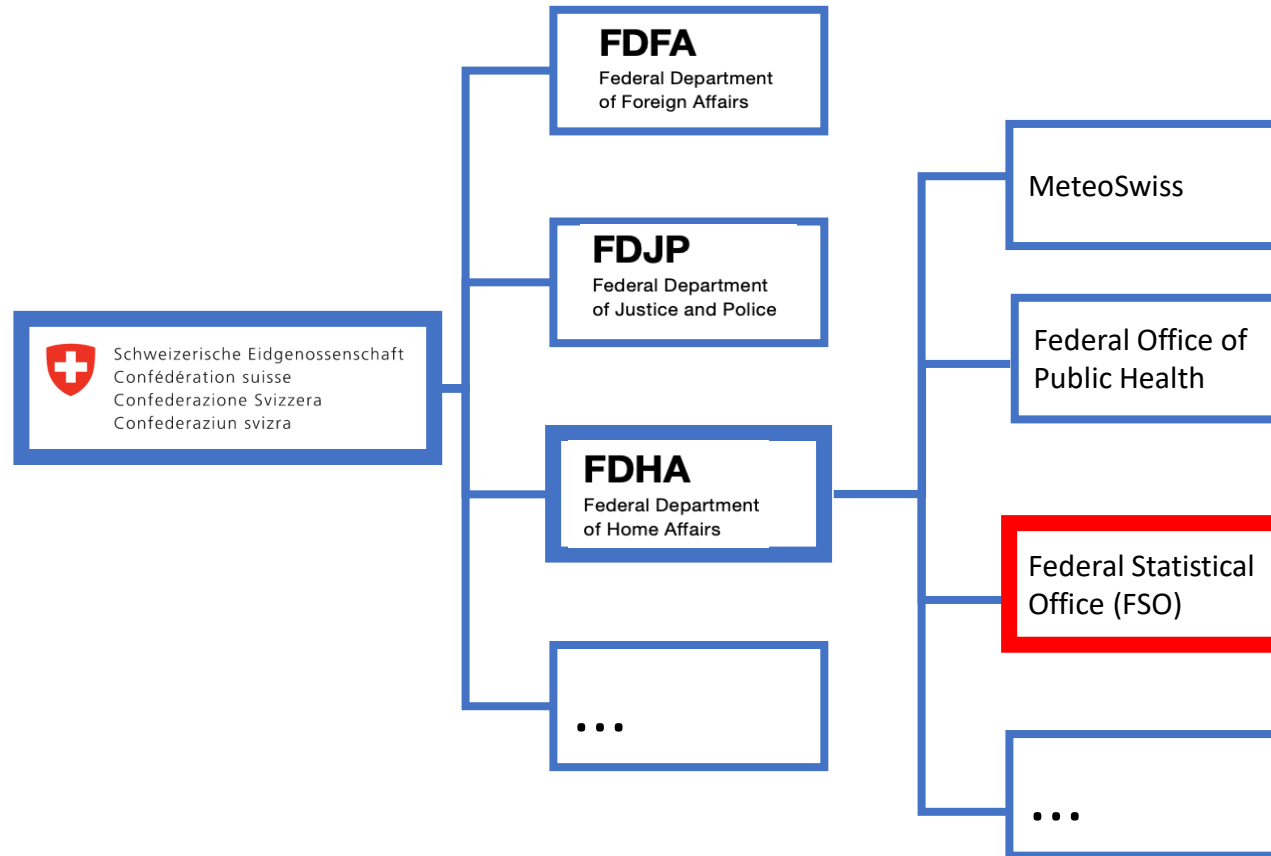 FDFA
Federal Department
of Foreign Affairs
MeteoSwiss
FDJP
Federal Department
of Justice and Police
Federal Office of
Public Health
Schweizerische Eidgenossenschaft
Confédération suisse
Confederazione Svizzera
Confederaziun svizra
FDHA
Federal Department
of Home Affairs
Federal Statistical
Office (FSO)
...
...